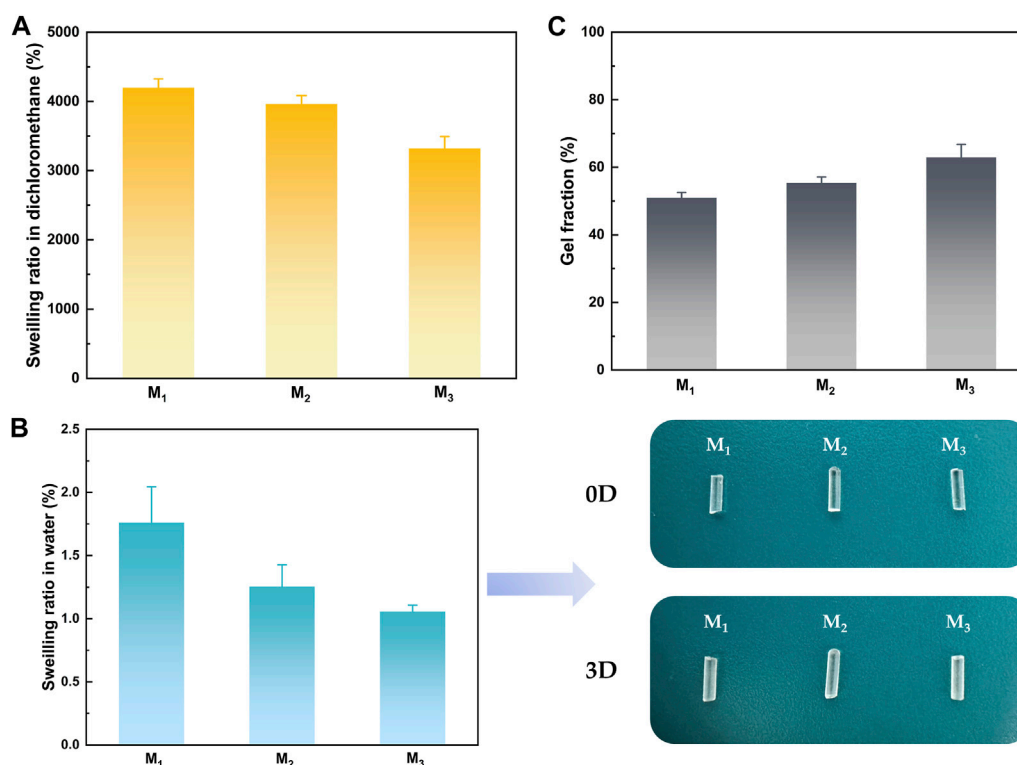 A
Sweilling ratio in dichloromethane (%)
5000
4000
3000
2000
1000
0
M₁
M₂
M₃
C
Gel fraction (%)
100
80
60
40
20
0
M₁
M₂
M₃
B
Swelling ratio in water (%)
2.5
2.0
1.5
1.0
0.5
0.0
M₁
M₂
M₃
0D
M₁
M₂
M₃
3D
M₁
M₂
M₃